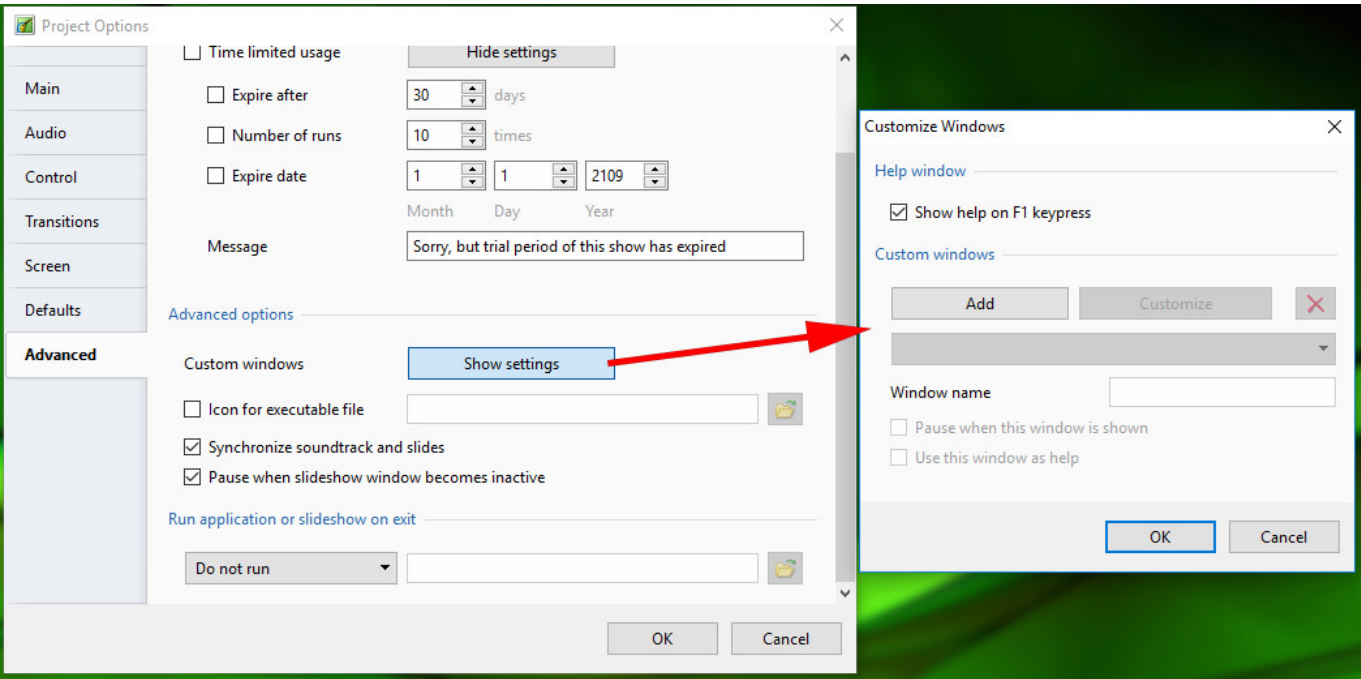 Project Options
Time limited usage
Hide settings
Main
Expire after
30
days
Audio
Number of runs
10
times
Control
Expire date
1
1
2109
Transitions
Month
Day
Year
Message
Sorry, but trial period of this show has expired
Screen
Defaults
Advanced options
Advanced
Custom windows
Show settings
Icon for executable file
Synchronize soundtrack and slides
Pause when slideshow window becomes inactive
Run application or slideshow on exit
Do not run
OK
Cancel
Customize Windows
Help window
Show help on F1 keypress
Custom windows
Add
Customize
Window name
Pause when this window is shown
Use this window as help
OK
Cancel